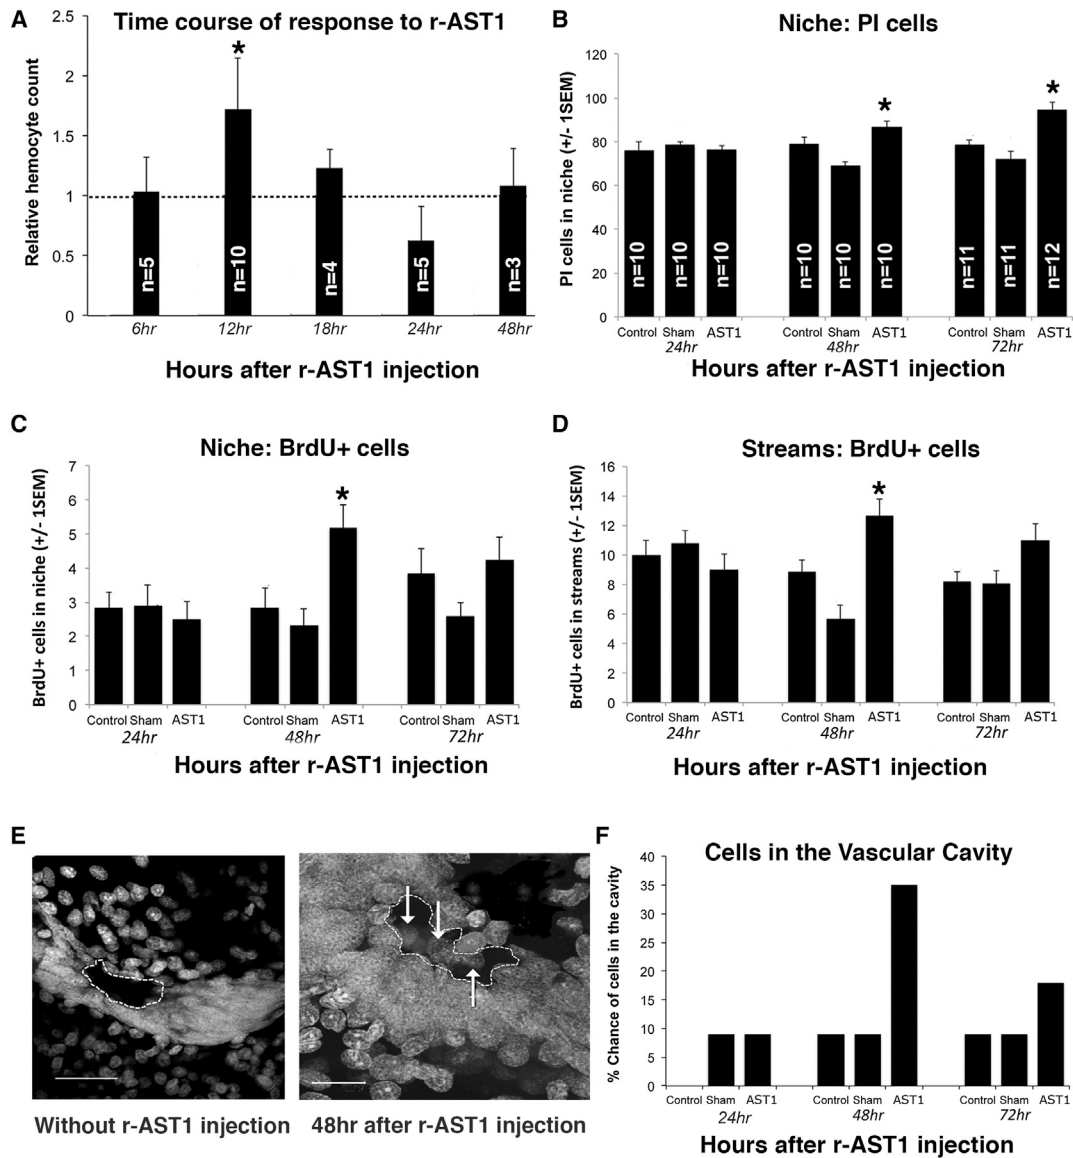 A
Time course of response to r-AST1
Relative hemocyte count
2.5
2
1.5
1
0.5
0
*
n=5
n=10
n=4
n=5
n=3
6hr
12hr
18hr
24hr
48hr
Hours after r-AST1 injection
B
Niche: PI cells
PI cells in niche (+/- 1SEM)
120
100
80
60
40
20
0
*
*
n=10
n=10
n=10
n=10
n=10
n=10
n=11
n=11
n=12
Control Sham AST1 Control Sham AST1 Control Sham AST1
24hr 48hr 72hr
Hours after r-AST1 injection
C
Niche: BrdU+ cells
BrdU+ cells in niche (+/- 1SEM)
7
6
5
4
3
2
1
0
*
Control Sham AST1 Control Sham AST1 Control Sham AST1
24hr 48hr 72hr
Hours after r-AST1 injection
D
Streams: BrdU+ cells
BrdU+ cells in streams (+/- 1SEM)
16
14
12
10
8
6
4
2
0
*
Control Sham AST1 Control Sham AST1 Control Sham AST1
24hr 48hr 72hr
Hours after r-AST1 injection
E
Without r-AST1 injection
48hr after r-AST1 injection
F
Cells in the Vascular Cavity
% Chance of cells in the cavity
40
35
30
25
20
15
10
5
0
Control Sham AST1 Control Sham AST1 Control Sham AST1
24hr 48hr 72hr
Hours after r-AST1 injection